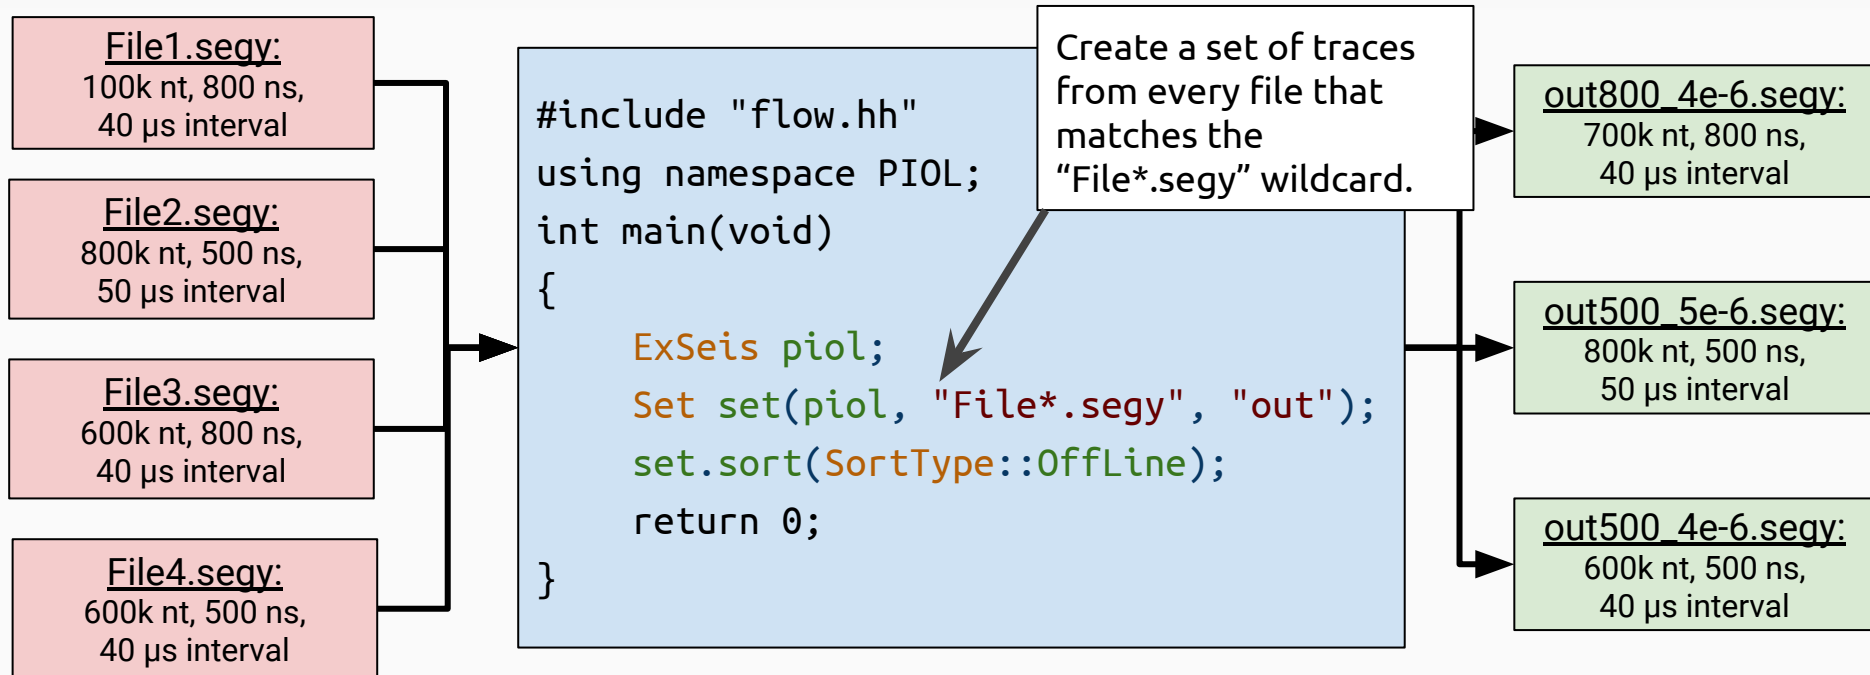 File1.segy:
100k nt, 800 ns,
40 µs interval
File2.segy:
800k nt, 500 ns,
50 µs interval
File3.segy:
600k nt, 800 ns,
40 µs interval
File4.segy:
600k nt, 500 ns,
40 µs interval
#include "flow.hh"
using namespace PIOL;
int main(void)
{
ExSeis piol;
Set set(piol, "File*.segy", "out");
set.sort(SortType::OffLine);
return 0;
}
Create a set of traces
from every file that
matches the
“File*.segy” wildcard.
out800_4e-6.segy:
700k nt, 800 ns,
40 µs interval
out500_5e-6.segy:
800k nt, 500 ns,
50 µs interval
out500_4e-6.segy:
600k nt, 500 ns,
40 µs interval